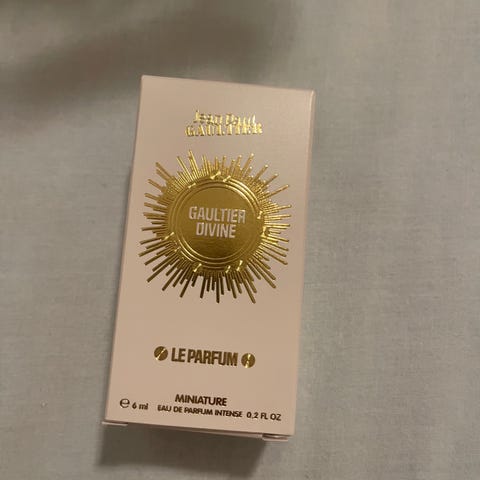 Jean Paul
GAULTIER
GAULTIER
DIVINE
LE PARFUM
MINIATURE
℮ 6 ml EAU DE PARFUM INTENSE 0,2 FL OZ